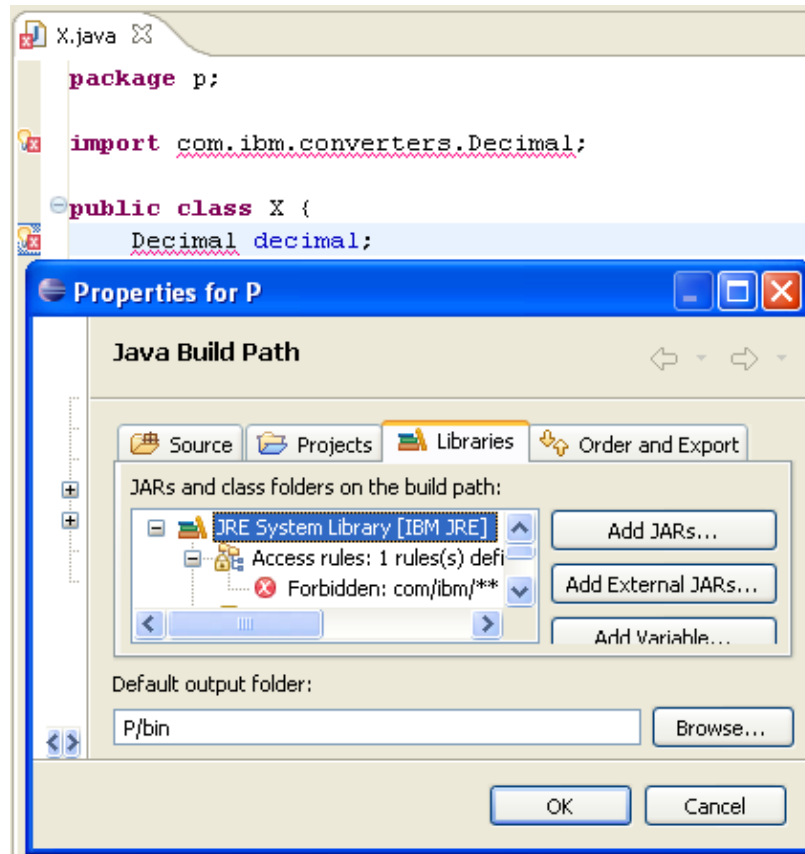 X.java
package p;
import com.ibm.converters.Decimal;
public class X {
Decimal decimal;
Properties for P
Java Build Path
Source Projects Libraries Order and Export
JARs and class folders on the build path:
JRE System Library [IBM JRE]
Access rules: 1 rules(s) defi
Forbidden: com/ibm/**
Add JARs...
Add External JARs...
Add Variable...
Default output folder:
P/bin
Browse...
OK Cancel